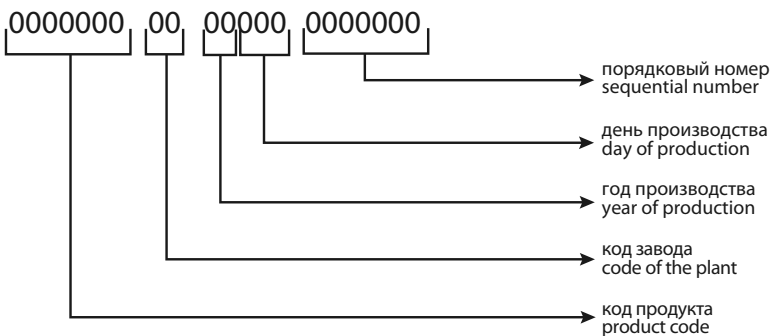 0000000 00 00000 0000000
порядковый номер
sequential number
день производства
day of production
год производства
year of production
код завода
code of the plant
код продукта
product code